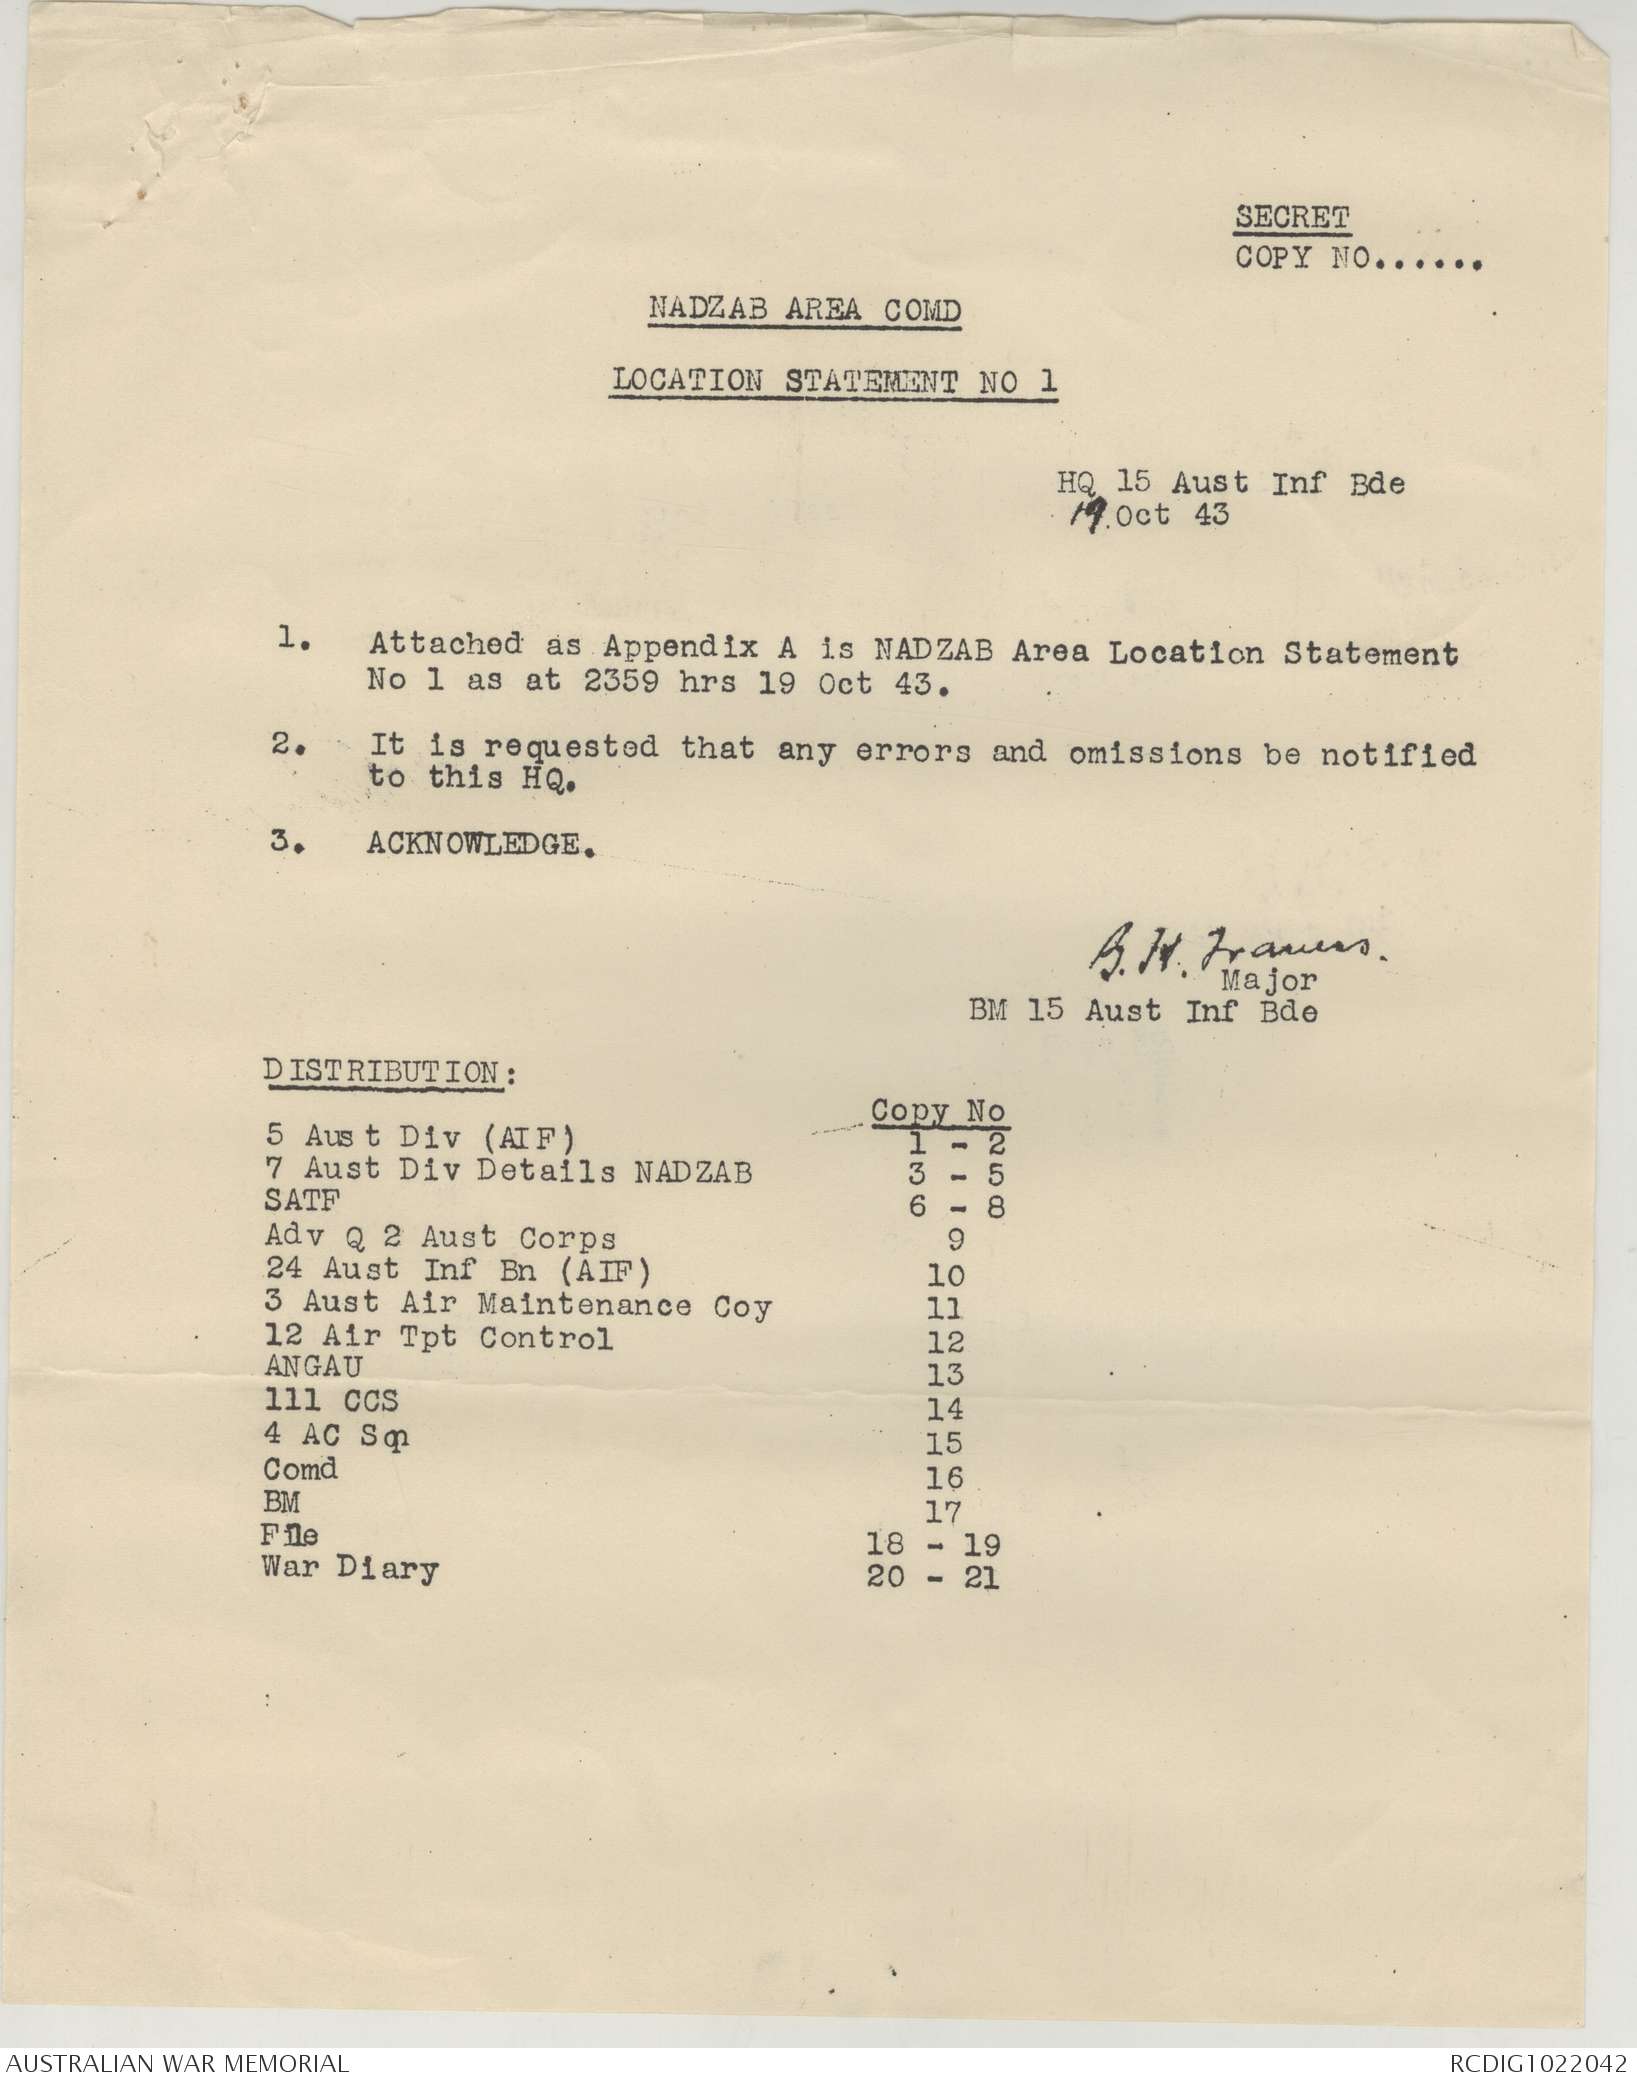 SECRET
COPY NO......
NADZAB AREA COMD
LOCATION STATEMENT NO 1
HQ 15 Aust Inf Bde
19 Oct 43
1. Attached as Appendix A is NADZAB Area Location Statement
No 1 as at 2359 hrs 19 Oct 43.
2. It is requested that any errors and omissions be notified
to this HQ.
3. ACKNOWLEDGE.
B.H. Travers.
Major
BM 15 Aust Inf Bde
DISTRIBUTION:
Copy No
5 Aust Div (AIF) 1 - 2
7 Aust Div Details NADZAB 3 - 5
SATF 6 - 8
Adv Q 2 Aust Corps 9
24 Aust Inf Bn (AIF) 10
3 Aust Air Maintenance Coy 11
12 Air Tpt Control 12
ANGAU 13
111 CCS 14
4 AC Sqn 15
Comd 16
BM 17
File 18 - 19
War Diary 20 - 21
AUSTRALIAN WAR MEMORIAL RCDIG1022042